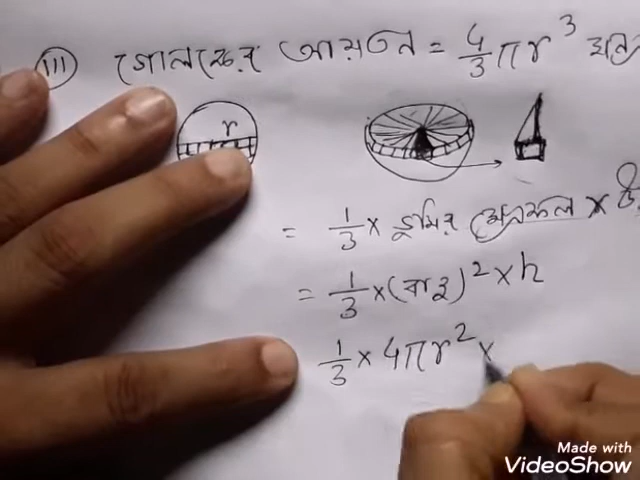 (iii) গোলকের আয়তন = 4/3 πr³ ঘন
r
= 1/3 × ভূমির ক্ষেত্রফল ×
= 1/3 × (বাহু)² × h
1/3 × 4πr² ×
Made with
VideoShow